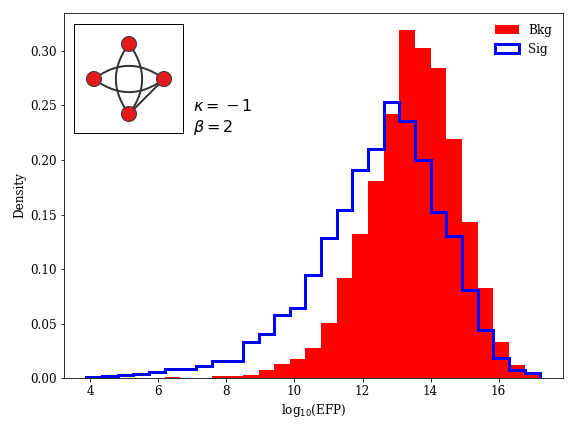 Bkg
Sig
κ = −1
β = 2
Density
0.30
0.25
0.20
0.15
0.10
0.05
0.00
4 6 8 10 12 14 16
log₁₀(EFP)